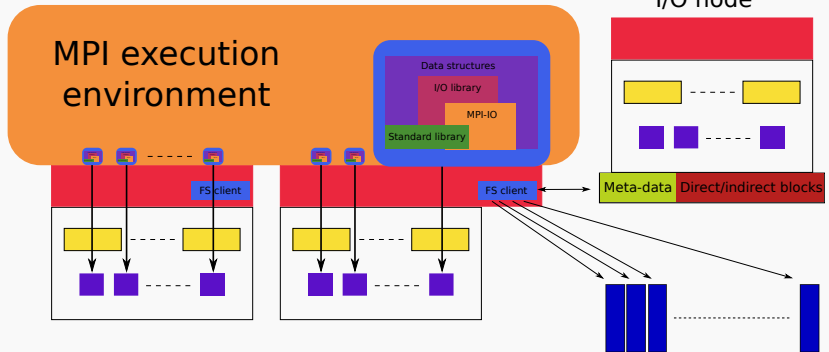 I/O node
MPI execution
environment
Data structures
I/O library
MPI-IO
Standard library
FS client
FS client
Meta-data
Direct/indirect blocks